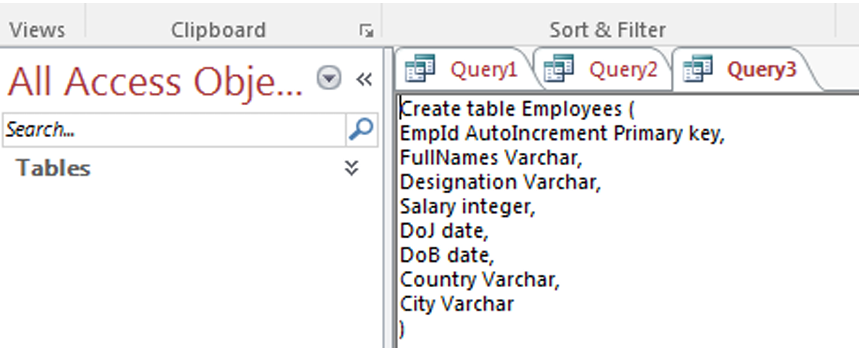 Views Clipboard Sort & Filter
All Access Obje...
Search...
Tables
Query1 Query2 Query3
Create table Employees (
EmpId AutoIncrement Primary key,
FullNames Varchar,
Designation Varchar,
Salary integer,
DoJ date,
DoB date,
Country Varchar,
City Varchar
)